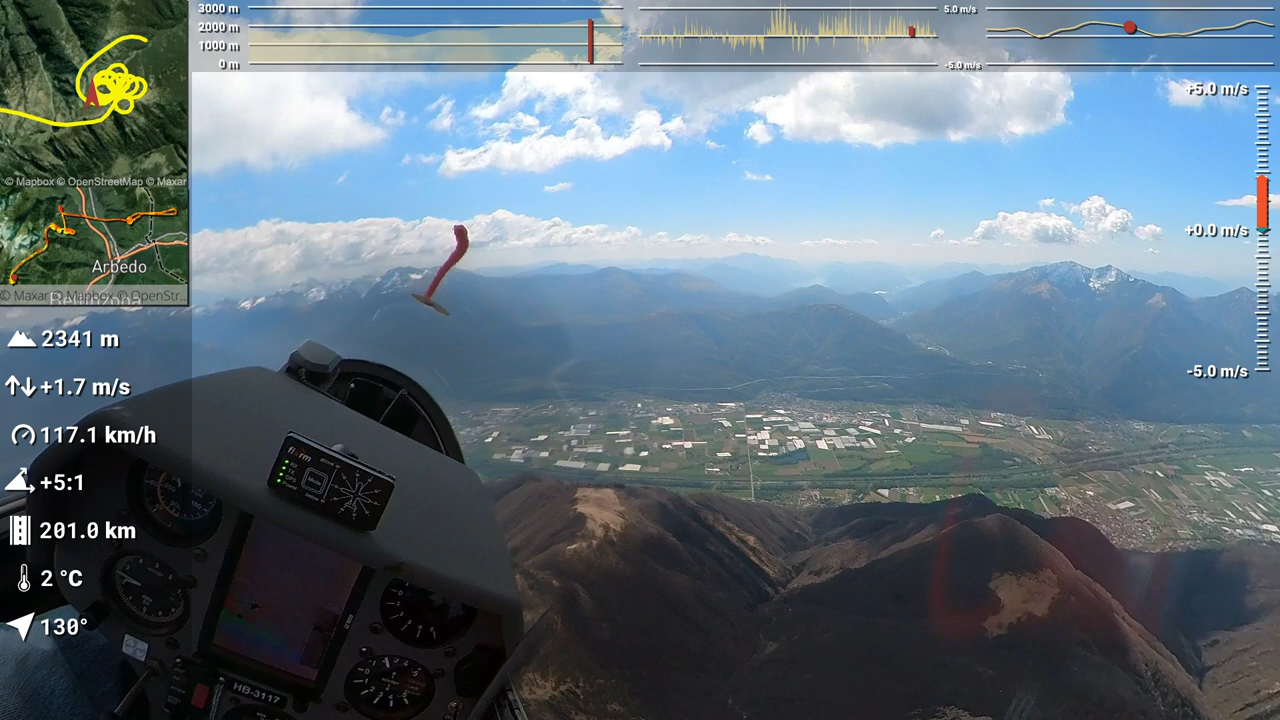 3000 m
2000 m
1000 m
0 m
5.0 m/s
-5.0 m/s
© Mapbox © OpenStreetMap © Maxar
Arbedo
© Maxar © Mapbox © OpenStr...
+5.0 m/s
+0.0 m/s
-5.0 m/s
2341 m
+1.7 m/s
117.1 km/h
+5:1
201.0 km
2 °C
130°
Mode
HB-3117